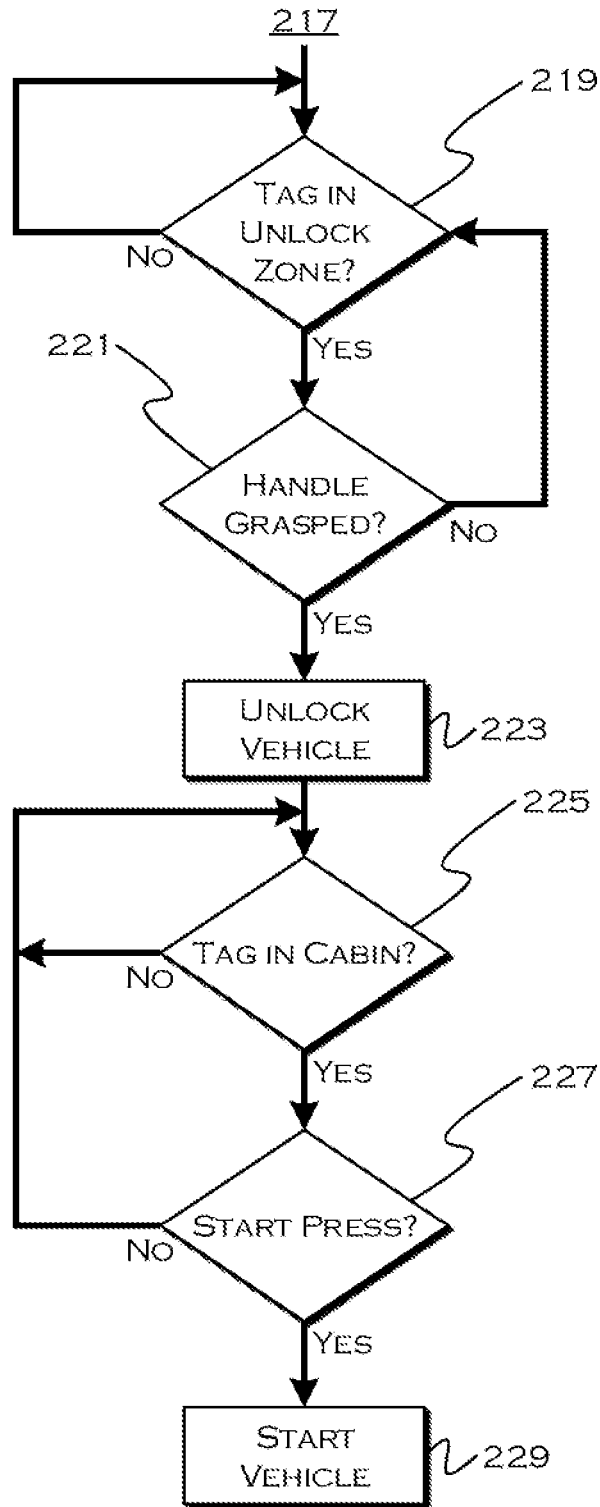 217
219
TAG IN
UNLOCK
ZONE?
NO
YES
221
HANDLE
GRASPED?
NO
YES
UNLOCK
VEHICLE
223
225
TAG IN CABIN?
NO
YES
227
START PRESS?
NO
YES
START
VEHICLE
229